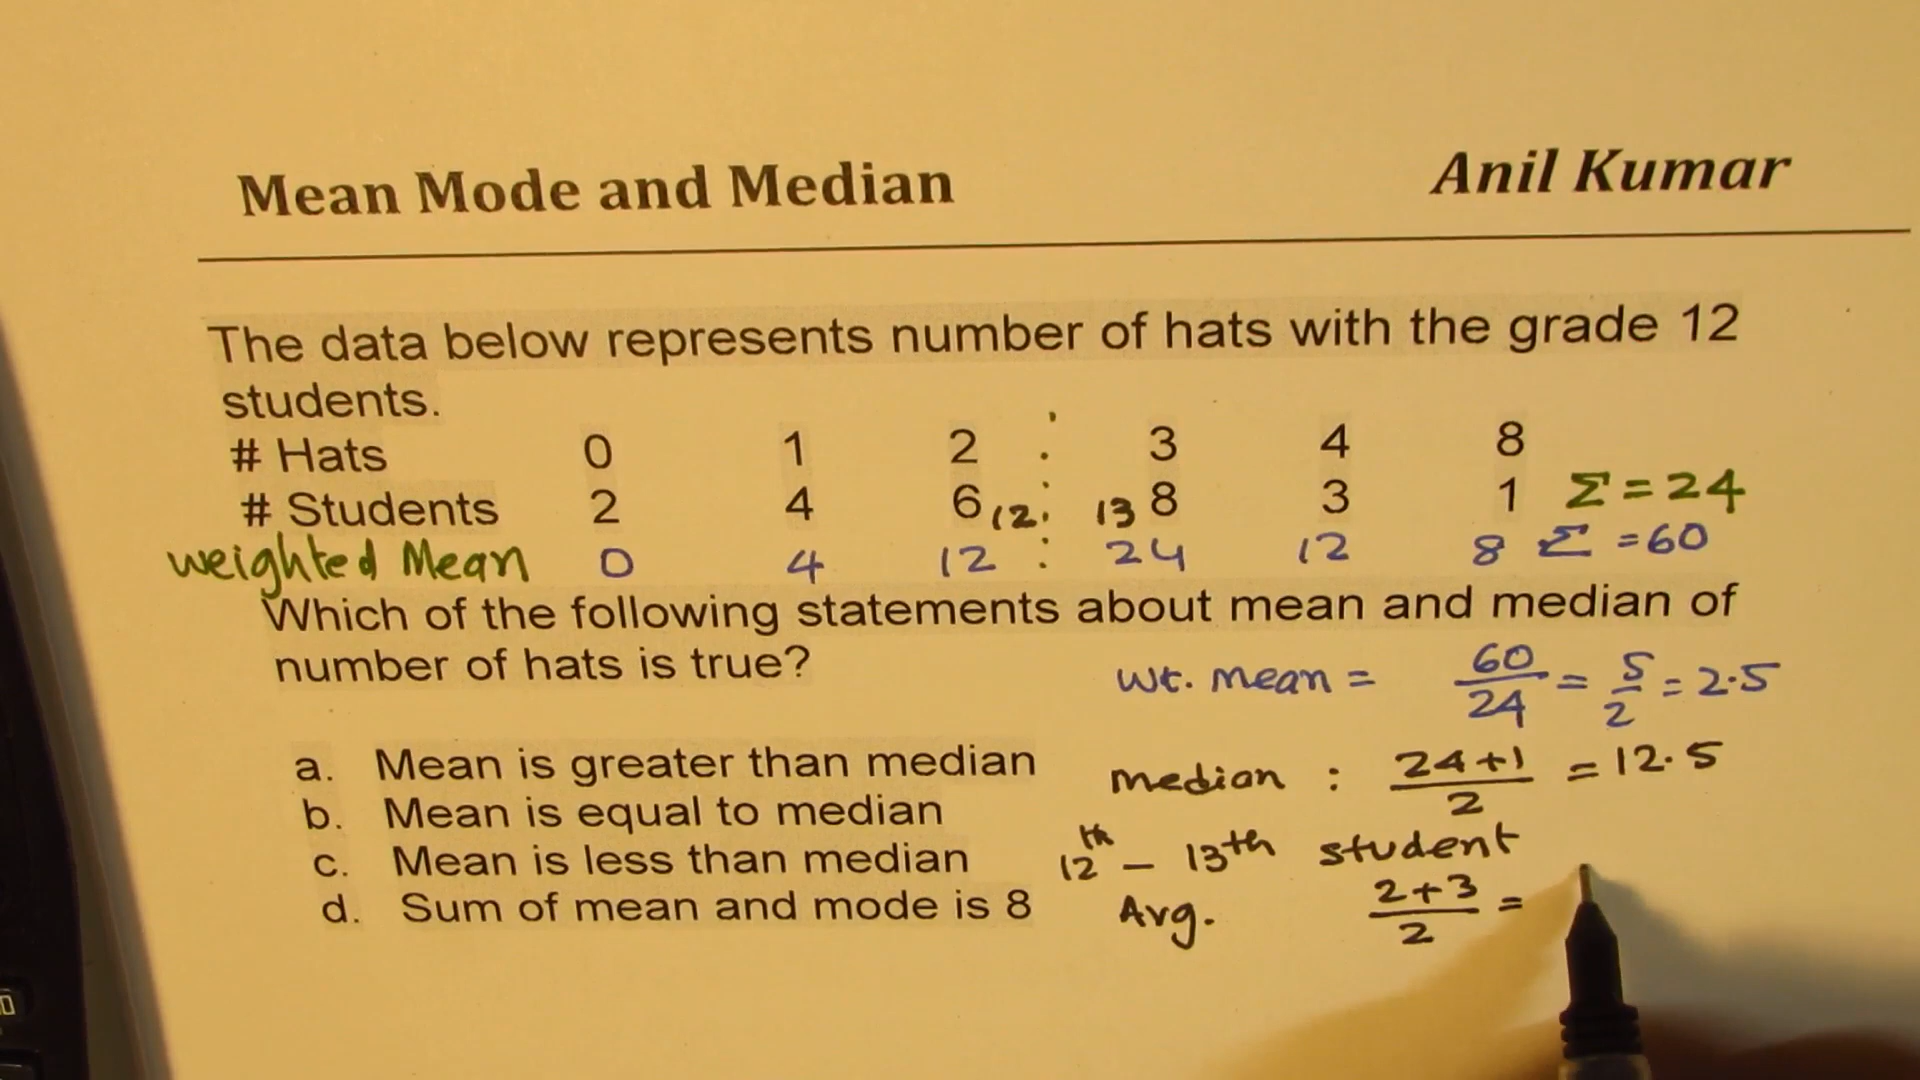 Mean Mode and Median Anil Kumar
The data below represents number of hats with the grade 12
students.
# Hats 0 1 2 : 3 4 8
# Students 2 4 6 12 : 13 8 3 1 Σ = 24
weighted Mean 0 4 12 : 24 12 8 Σ = 60
Which of the following statements about mean and median of
number of hats is true?
wt. mean = 60/24 = 5/2 = 2.5
a. Mean is greater than median
median : 24+1/2 = 12.5
b. Mean is equal to median
c. Mean is less than median
12th – 13th student
d. Sum of mean and mode is 8
Avg. 2+3/2 =